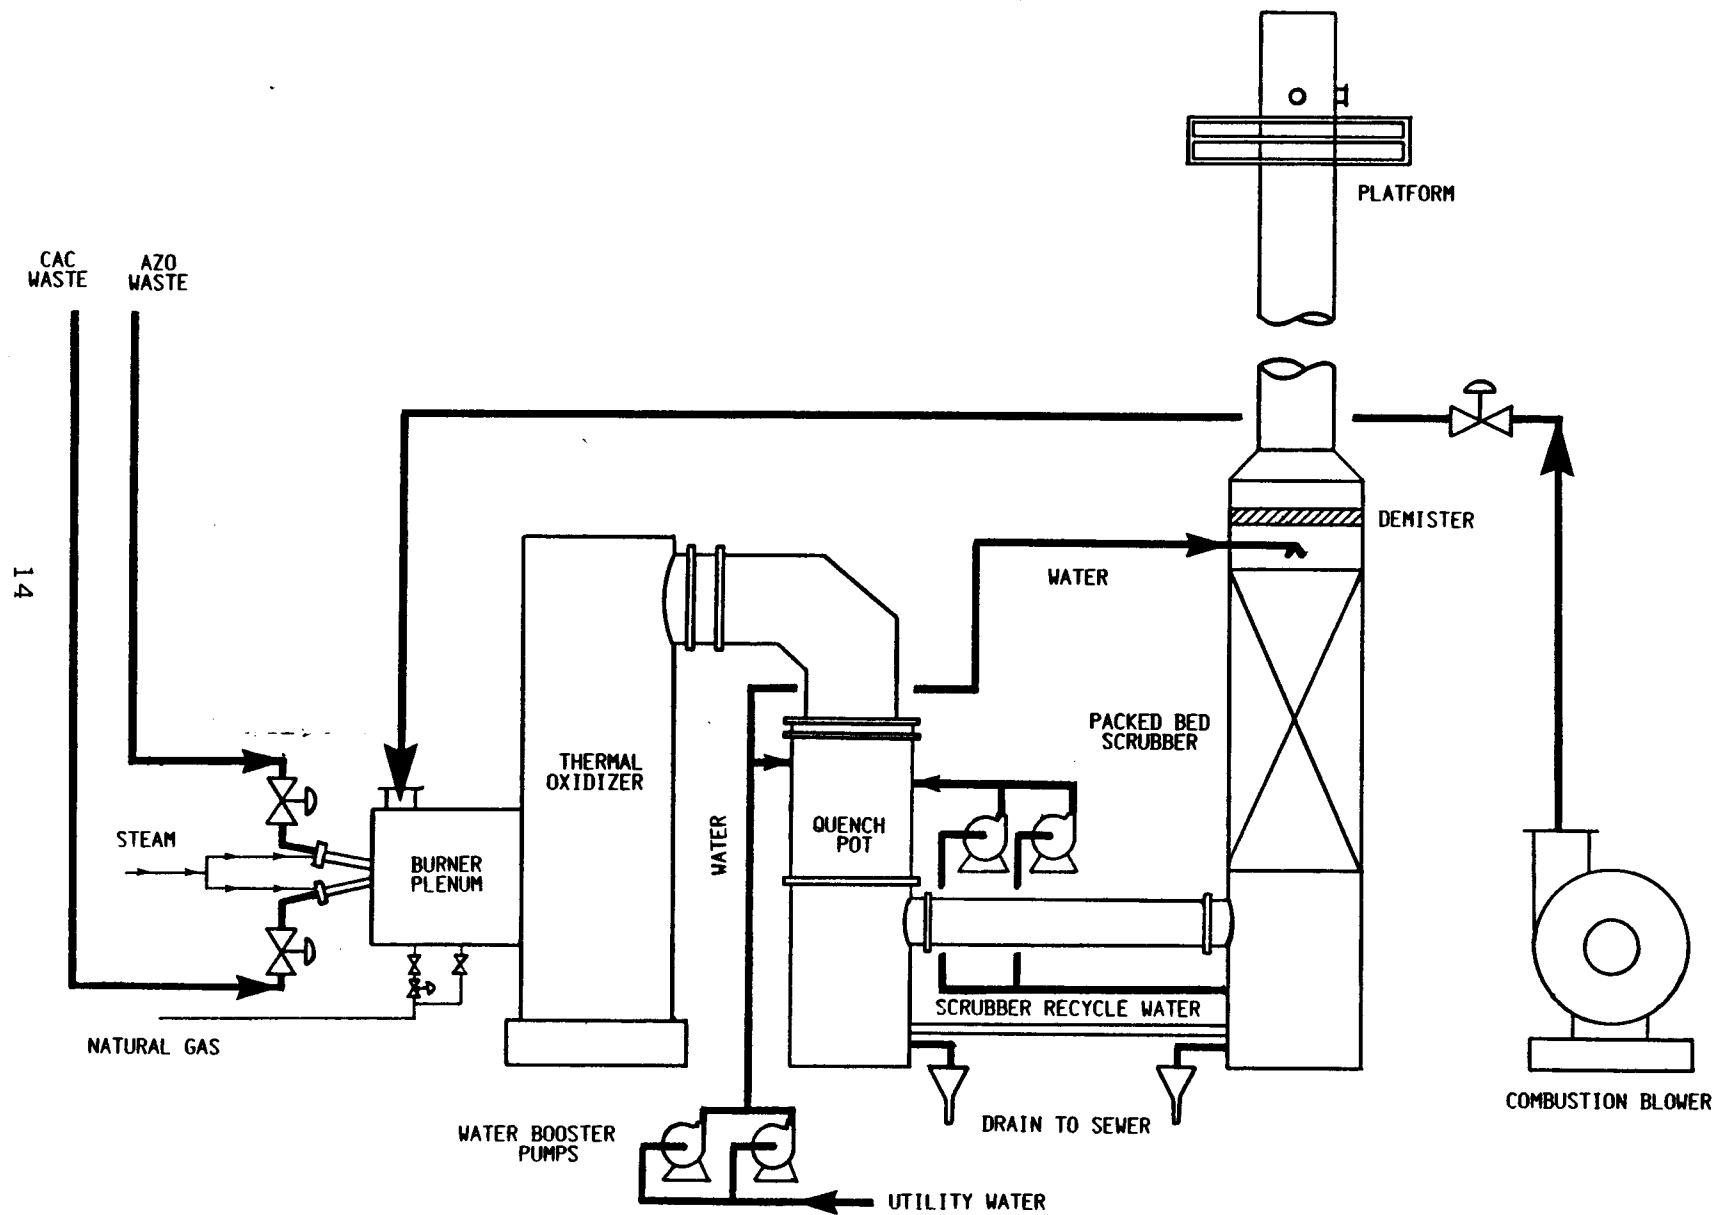 PLATFORM
CAC
WASTE
AZO
WASTE
DEMISTER
WATER
PACKED BED
SCRUBBER
THERMAL
OXIDIZER
14
WATER
QUENCH
POT
STEAM
BURNER
PLENUM
SCRUBBER RECYCLE WATER
NATURAL GAS
COMBUSTION BLOWER
DRAIN TO SEWER
WATER BOOSTER
PUMPS
UTILITY WATER